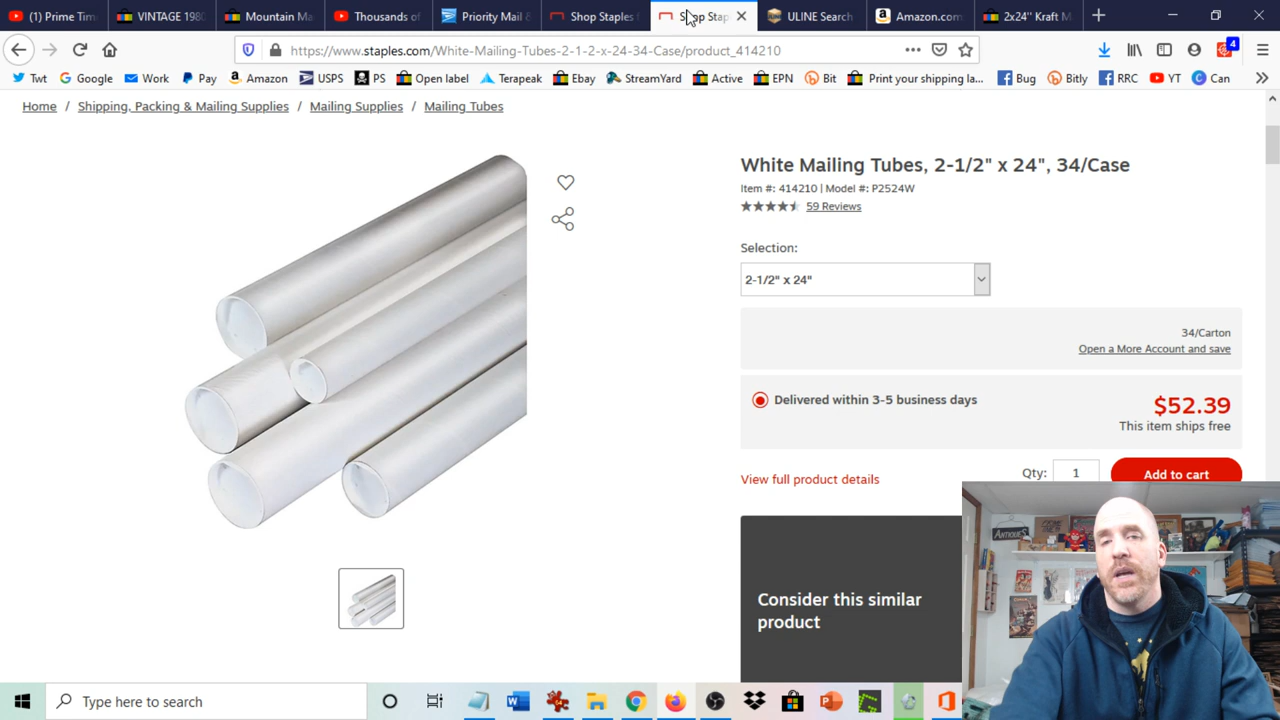 (1) Prime Tim
VINTAGE 1980
Mountain Ma
Thousands of
Priority Mail &
Shop Staples f
Shop Stap
ULINE Search
Amazon.com
2x24" Kraft M
https://www.staples.com/White-Mailing-Tubes-2-1-2-x-24-34-Case/product_414210
4
Twt
Google
Work
Pay
Amazon
USPS
PS
Open label
Terapeak
Ebay
StreamYard
Active
EPN
Bit
Print your shipping la...
Bug
Bitly
RRC
YT
Can
Home / Shipping, Packing & Mailing Supplies / Mailing Supplies / Mailing Tubes
White Mailing Tubes, 2-1/2" x 24", 34/Case
Item #: 414210 | Model #: P2524W
59 Reviews
Selection:
2-1/2" x 24"
34/Carton
Open a More Account and save
Delivered within 3-5 business days
$52.39
This item ships free
View full product details
Qty: 1
Add to cart
Consider this similar
product
ANTIQUES
Type here to search